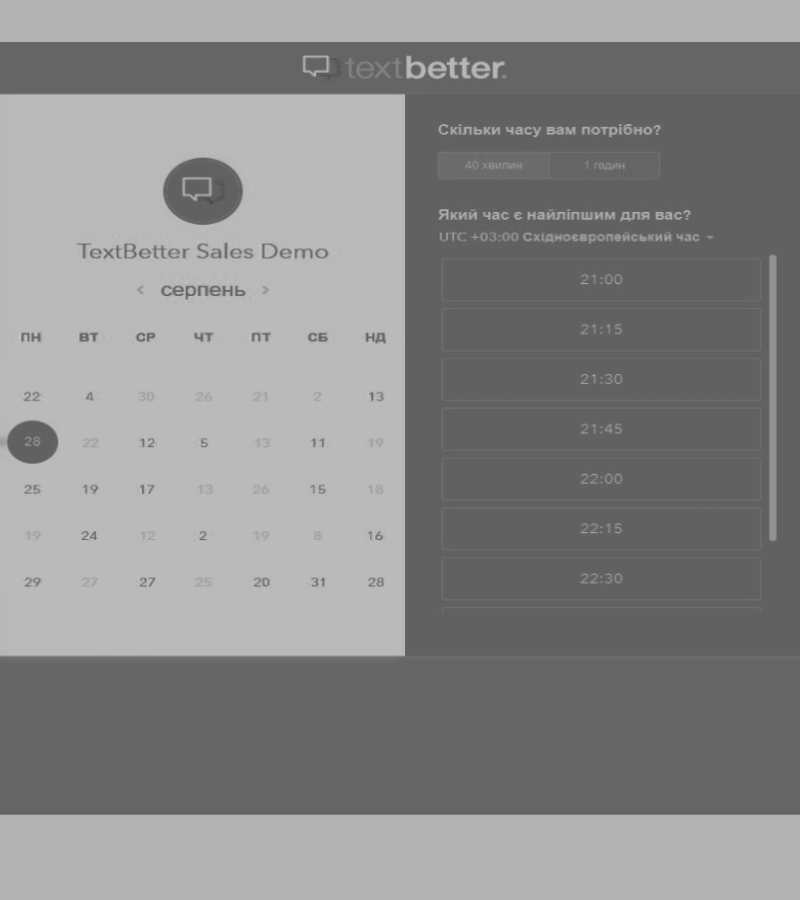 textbetter.
TextBetter Sales Demo
< серпень >
ПН ВТ СР ЧТ ПТ СБ НД
22 4 30 26 21 2 13
28 22 12 5 13 11 19
25 19 17 13 26 15 18
19 24 12 2 19 8 16
29 27 27 25 20 31 28
Скільки часу вам потрібно?
40 хвилин 1 годин
Який час є найліпшим для вас?
UTC +03:00 Східноєвропейський час
21:00
21:15
21:30
21:45
22:00
22:15
22:30